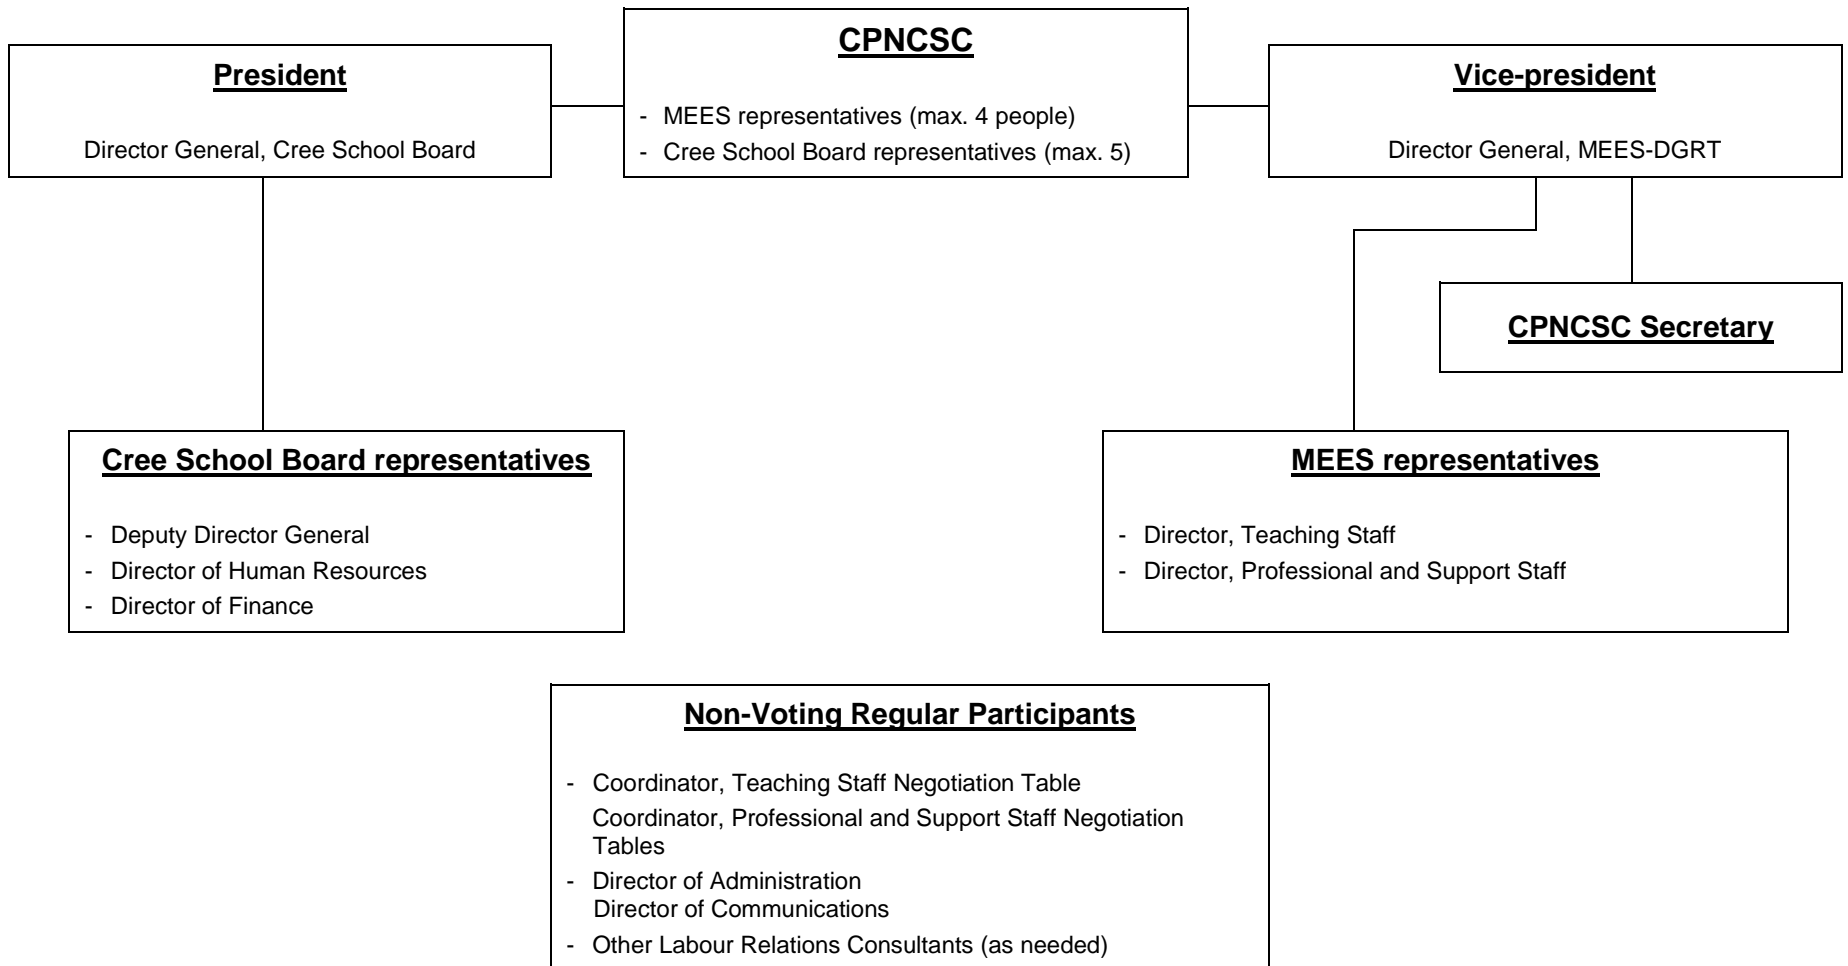 CPNCSC
- MEES representatives (max. 4 people)
- Cree School Board representatives (max. 5)
President
Director General, Cree School Board
Vice-president
Director General, MEES-DGRT
CPNCSC Secretary
Cree School Board representatives
- Deputy Director General
- Director of Human Resources
- Director of Finance
MEES representatives
- Director, Teaching Staff
- Director, Professional and Support Staff
Non-Voting Regular Participants
- Coordinator, Teaching Staff Negotiation Table
Coordinator, Professional and Support Staff Negotiation
Tables
- Director of Administration
Director of Communications
- Other Labour Relations Consultants (as needed)